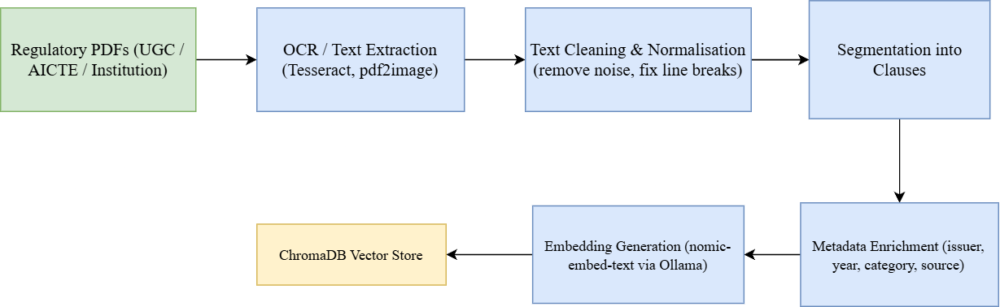 Regulatory PDFs (UGC /
AICTE / Institution)
OCR / Text Extraction
(Tesseract, pdf2image)
Text Cleaning & Normalisation
(remove noise, fix line breaks)
Segmentation into
Clauses
Metadata Enrichment (issuer,
year, category, source)
Embedding Generation (nomic-
embed-text via Ollama)
ChromaDB Vector Store